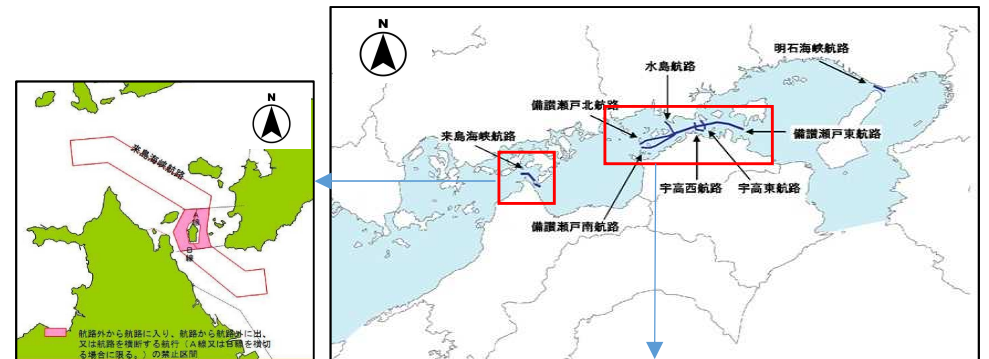 N
明石海峡航路
水島航路
備讃瀬戸北航路
来島海峡航路
備讃瀬戸東航路
宇高西航路
宇高東航路
備讃瀬戸南航路
N
来島海峡航路
A線
B線
航路外から航路に入り、航路から航路外に出、
又は航路を横断する航行(A線又はB線を横切
る場合に限る。)の禁止区間